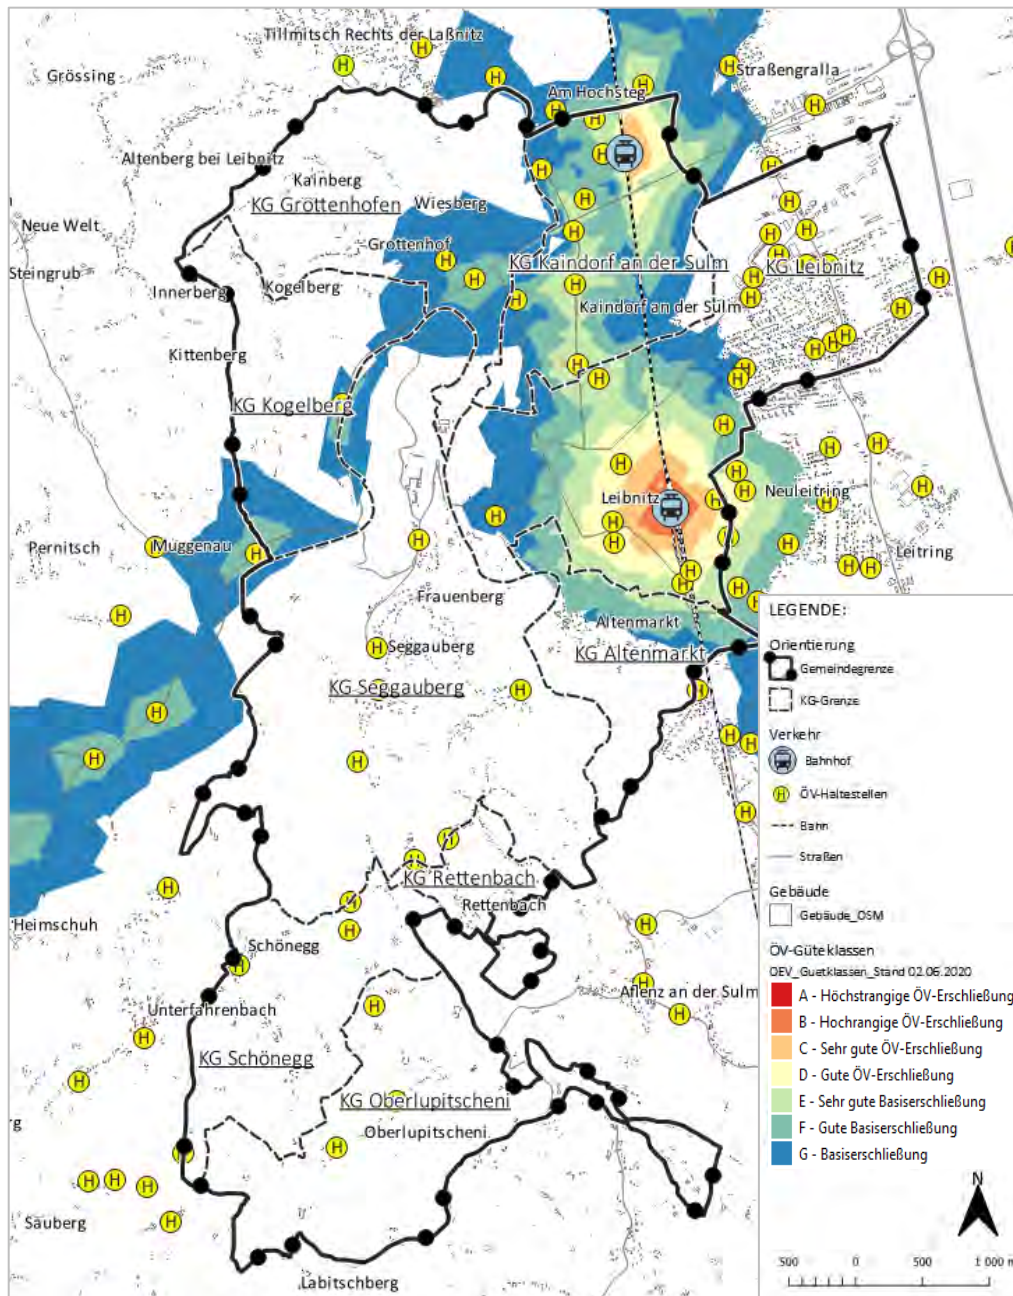 Tillmitsch Rechts der Laßnitz
Grössing
Straßengralla
Am Hochsteg
Altenberg bei Leibnitz
Kainberg
KG Grottenhofen
Wiesberg
Neue Welt
Grottenhof
KG Kaindorf an der Sulm
KG Leibnitz
Steingrub
Innerberg
Kogelberg
Kaindorf an der Sulm
Kittenberg
KG Kogelberg
Leibnitz
Neuleitring
Pernitsch
Muggenau
Leitring
Frauenberg
Altenmarkt
Seggauberg
KG Altenmarkt
KG Seggauberg
KG Rettenbach
Rettenbach
Heimschuh
Schönegg
Aflenz an der Sulm
Unterfahrenbach
KG Schönegg
KG Oberlupitscheni
Oberlupitscheni
Säuberg
Labitschberg
LEGENDE:
Orientierung
Gemeindegrenze
KG-Grenze
Verkehr
Bahnhof
H ÖV-Haltestellen
Bahn
Straßen
Gebäude
Gebäude_OSM
ÖV-Güteklassen
OEV_Guetklassen_Stand 02.06.2020
A - Höchstrangige ÖV-Erschließung
B - Hochrangige ÖV-Erschließung
C - Sehr gute ÖV-Erschließung
D - Gute ÖV-Erschließung
E - Sehr gute Basiserschließung
F - Gute Basiserschließung
G - Basiserschließung
N
500 0 500 1 000 m